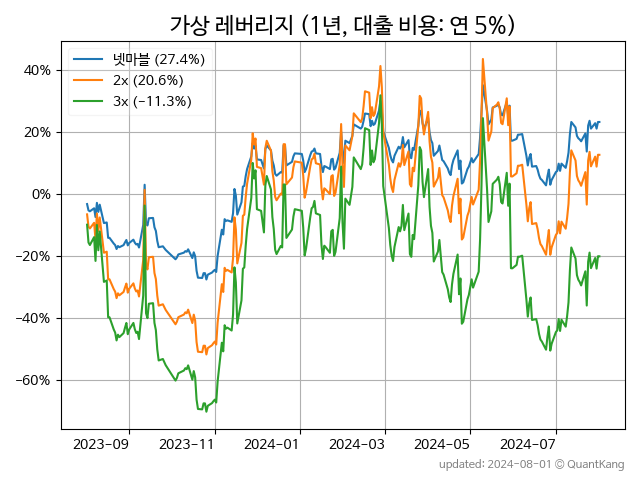 가상 레버리지 (1년, 대출 비용: 연 5%)
넷마블 (27.4%)
2x (20.6%)
3x (−11.3%)
40%
20%
0%
−20%
−40%
−60%
2023−09 2023−11 2024−01 2024−03 2024−05 2024−07
updated: 2024-08-01 © QuantKang